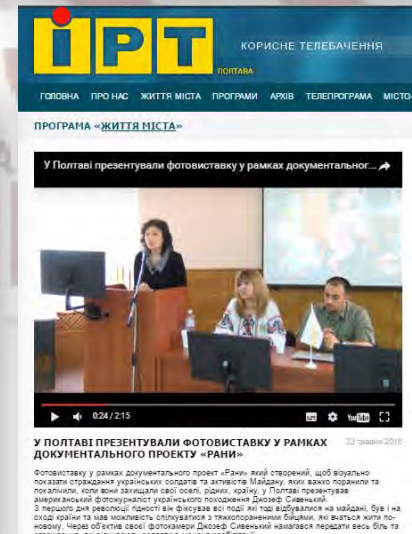 іРТ
КОРИСНЕ ТЕЛЕБАЧЕННЯ
ПОЛТАВА
ГОЛОВНА ПРО НАС ЖИТТЯ МІСТА ПРОГРАМИ АРХІВ ТЕЛЕПРОГРАМА МІСТО
ПРОГРАМА «ЖИТТЯ МІСТА»
У Полтаві презентували фотовиставку у рамках документальног...
0:24 / 2:15
YouTube
У ПОЛТАВІ ПРЕЗЕНТУВАЛИ ФОТОВИСТАВКУ У РАМКАХ
23 травня 2016
ДОКУМЕНТАЛЬНОГО ПРОЕКТУ «РАНИ»
Фотовиставку у рамках документального проект «Рани» який створений, щоб візуально
показати страждання українських солдатів та активістів Майдану, яких важко поранили та
покалічили, коли вони захищали свої оселі, рідних, країну, у Полтаві презентував
американський фотожурналіст українського походження Джозеф Сивенький.
З першого дня революції гідності він фіксував всі події які тоді відбувалися на майдані, був і на
сході країни та мав можливість спілкуватися з тяжкопораненими бійцями, які вчаться жити по-
новому. Через об'єктив своєї фотокамери Джозеф Сивенький намагався передати весь біль та